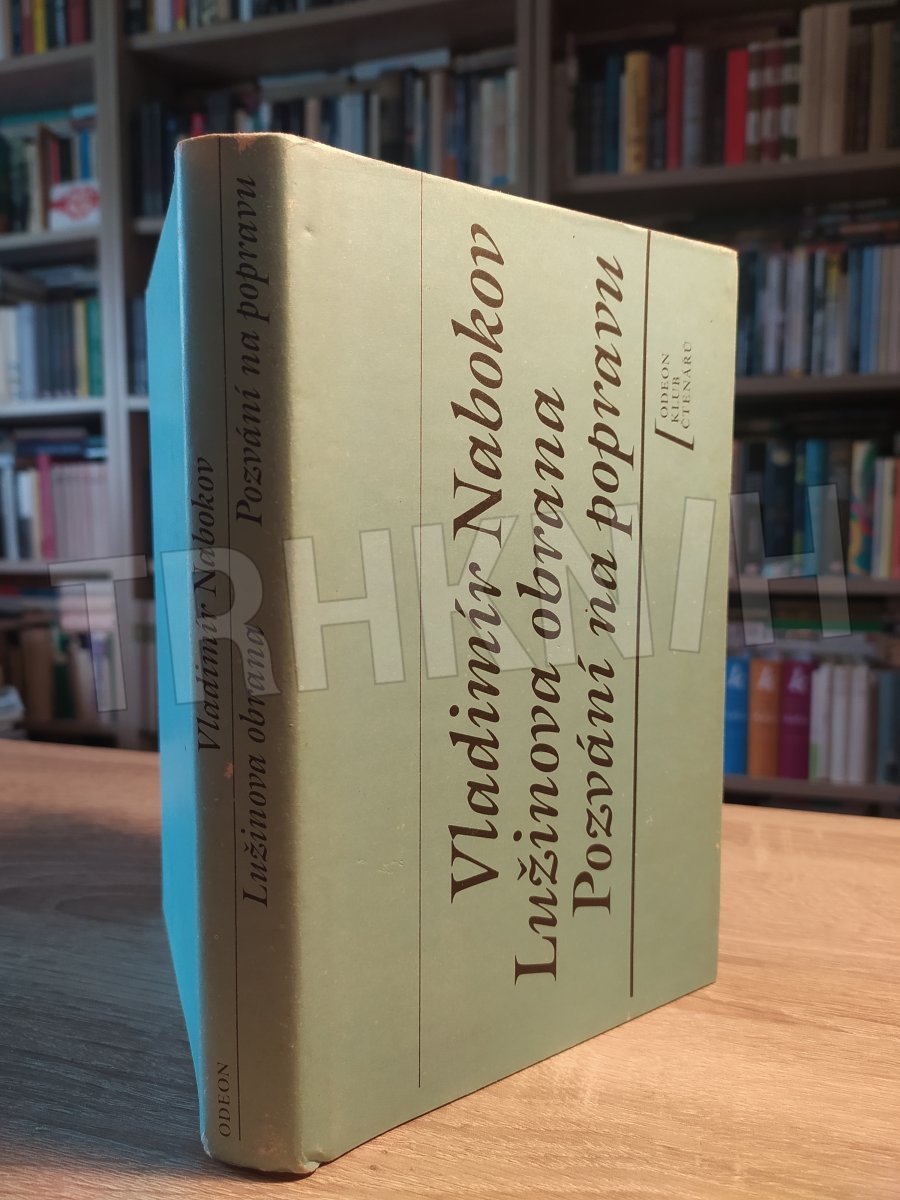 Vladimír Nabokov
Lužinova obrana
Pozvání na popravu
ODEON
KLUB
ČTENÁŘŮ
Vladimír Nabokov
Lužinova obrana Pozvání na popravu
ODEON
TRHKNIH